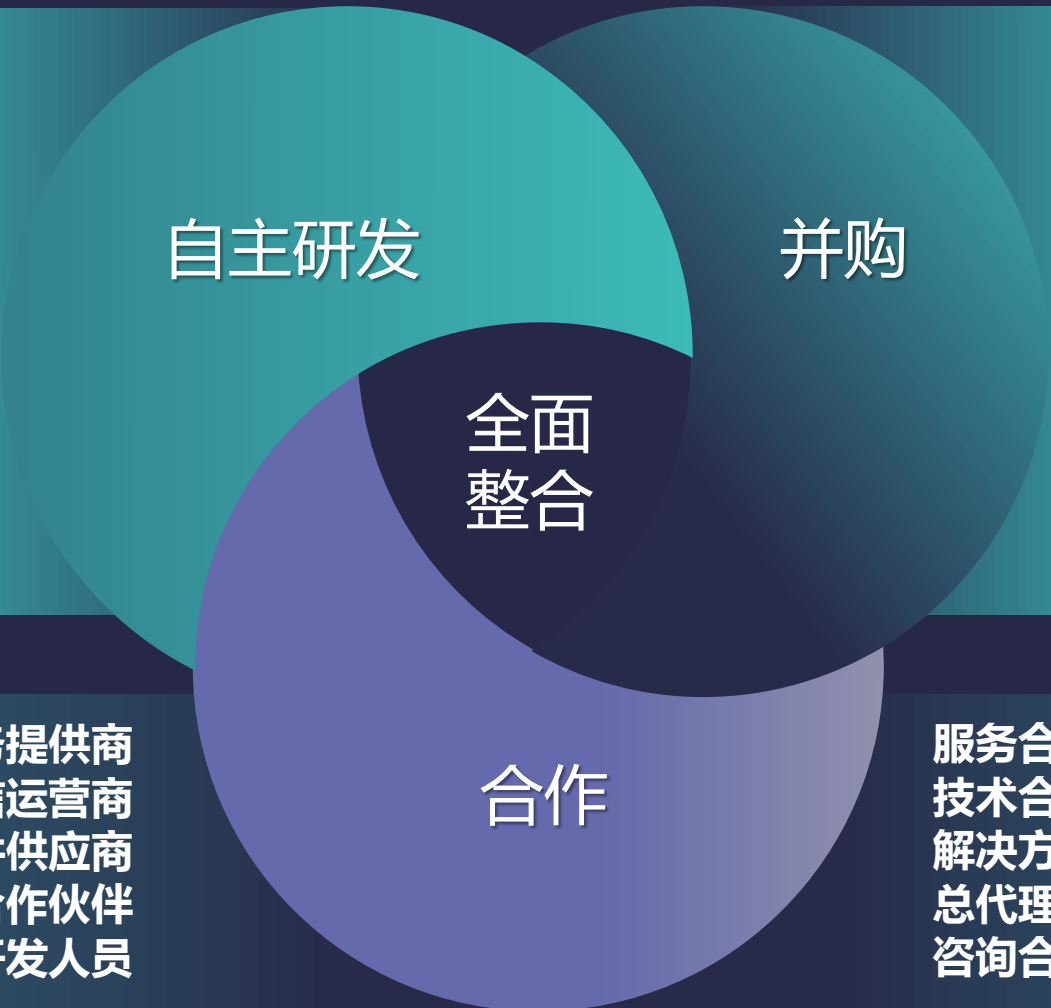 自主研发
并购
全面
整合
合作
提供商
运营商
供应商
作伙伴
发人员
服务合
技术合
解决方
总代理
咨询合